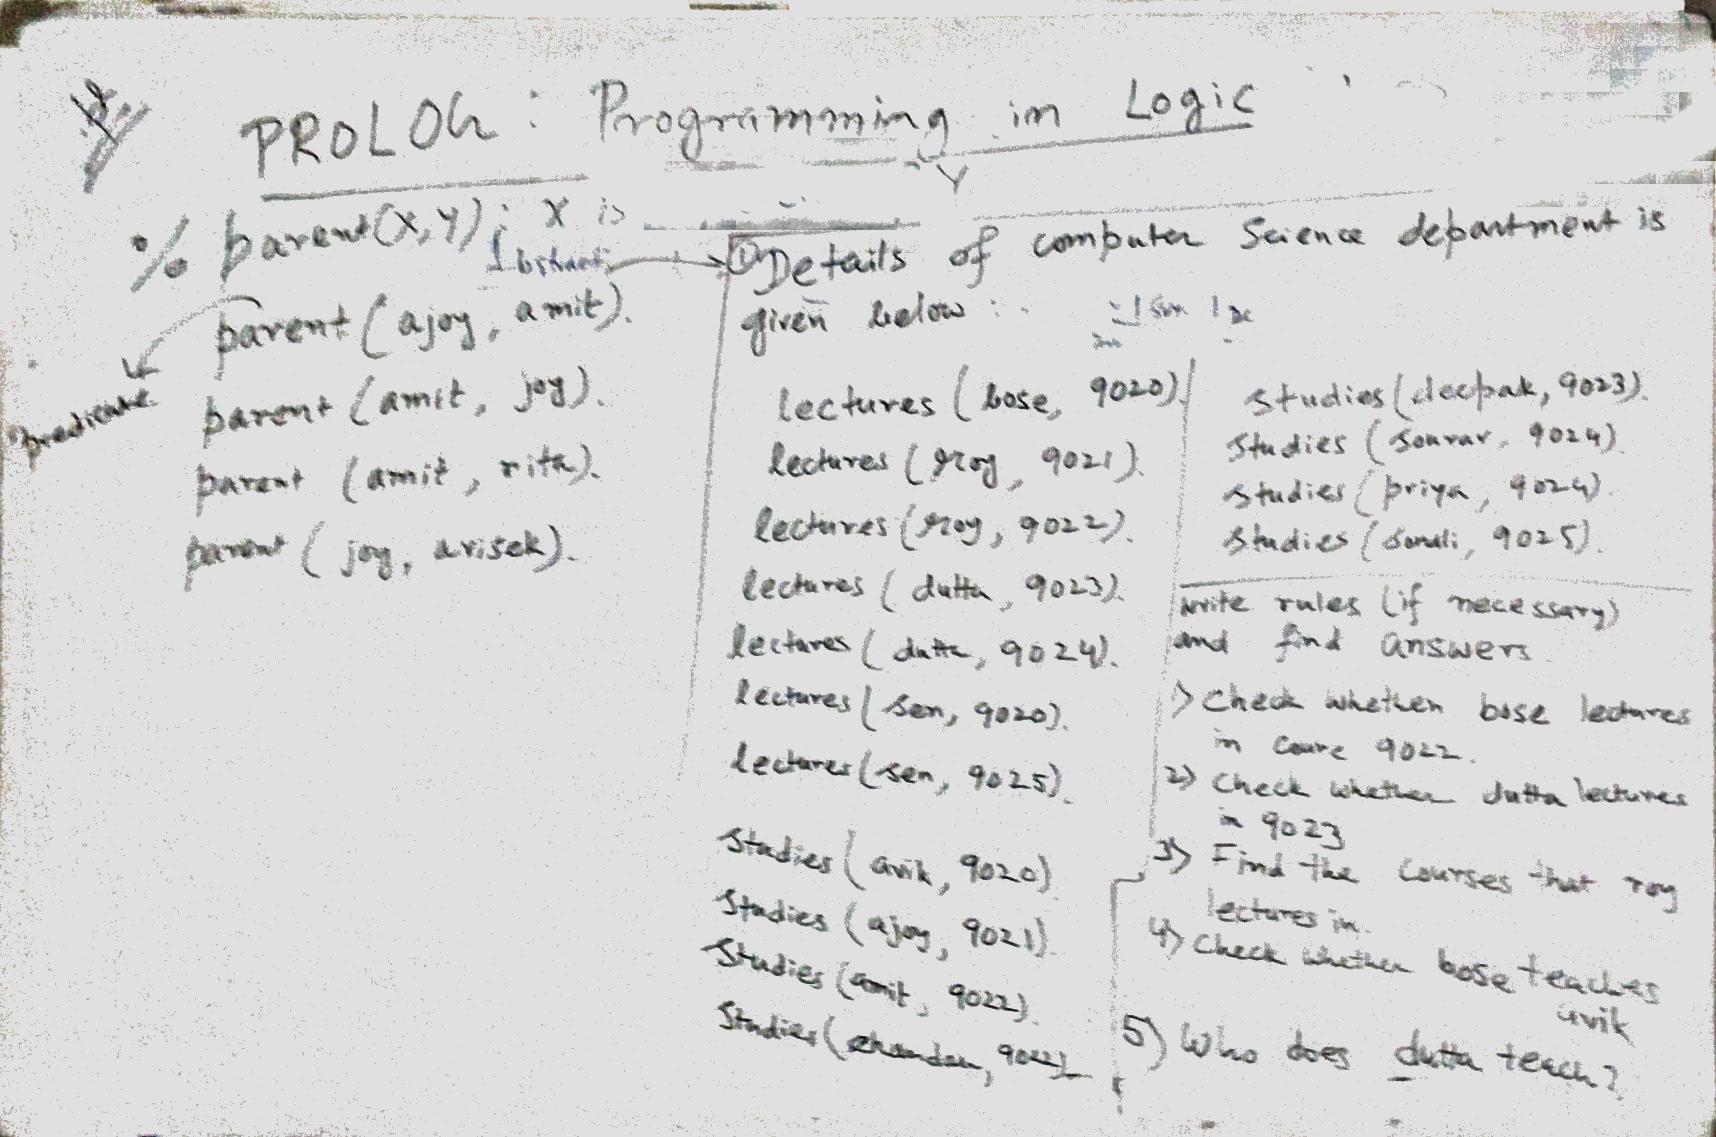 PROLOG : Programming in Logic
% parent(X,Y); X is
Y
parent (ajoy, amit).
predicate
parent (amit, joy).
parent (amit, rita).
parent (joy, avisek).
1) Details of computer Science department is
given below :.
lectures (bose, 9020)
lectures (roy, 9021).
lectures (roy, 9022).
lectures (dutta, 9023).
lectures (dutta, 9024).
lectures (sen, 9020).
lectures (sen, 9025).
studies (avik, 9020)
studies (ajoy, 9021).
studies (amit, 9022).
studies (chandan, 9022)
studies (deepak, 9023).
studies (sourav, 9024).
studies (priya, 9024).
studies (sonali, 9025).
write rules (if necessary)
and find answers
1) Check whether bose lectures
in course 9022.
2) Check whether dutta lectures
in 9023
3) Find the courses that roy
lectures in.
4) Check whether bose teaches
avik
5) Who does dutta teach?